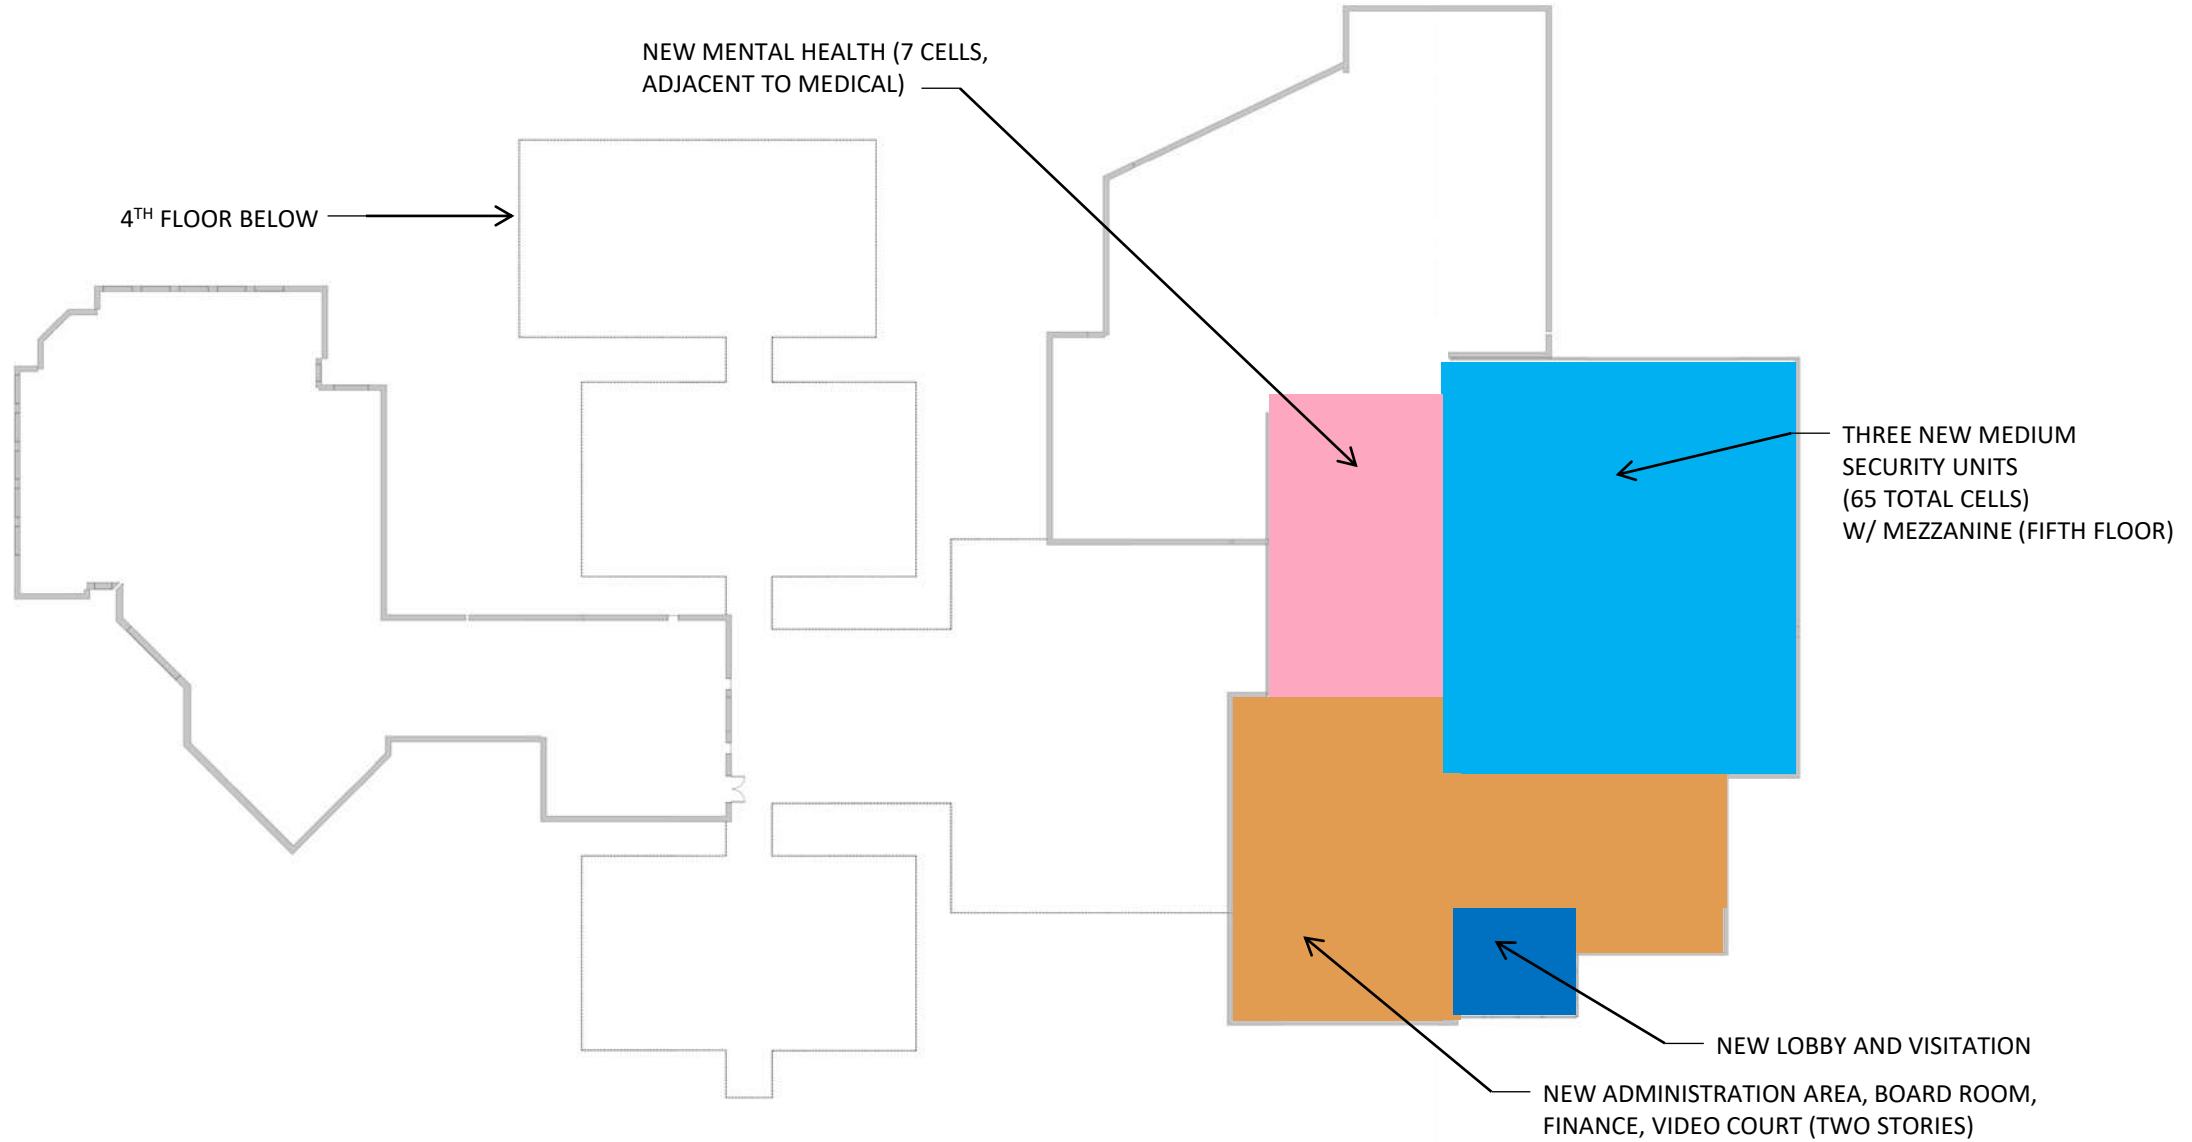 NEW MENTAL HEALTH (7 CELLS,
ADJACENT TO MEDICAL)
4TH FLOOR BELOW
THREE NEW MEDIUM
SECURITY UNITS
(65 TOTAL CELLS)
W/ MEZZANINE (FIFTH FLOOR)
NEW LOBBY AND VISITATION
NEW ADMINISTRATION AREA, BOARD ROOM,
FINANCE, VIDEO COURT (TWO STORIES)